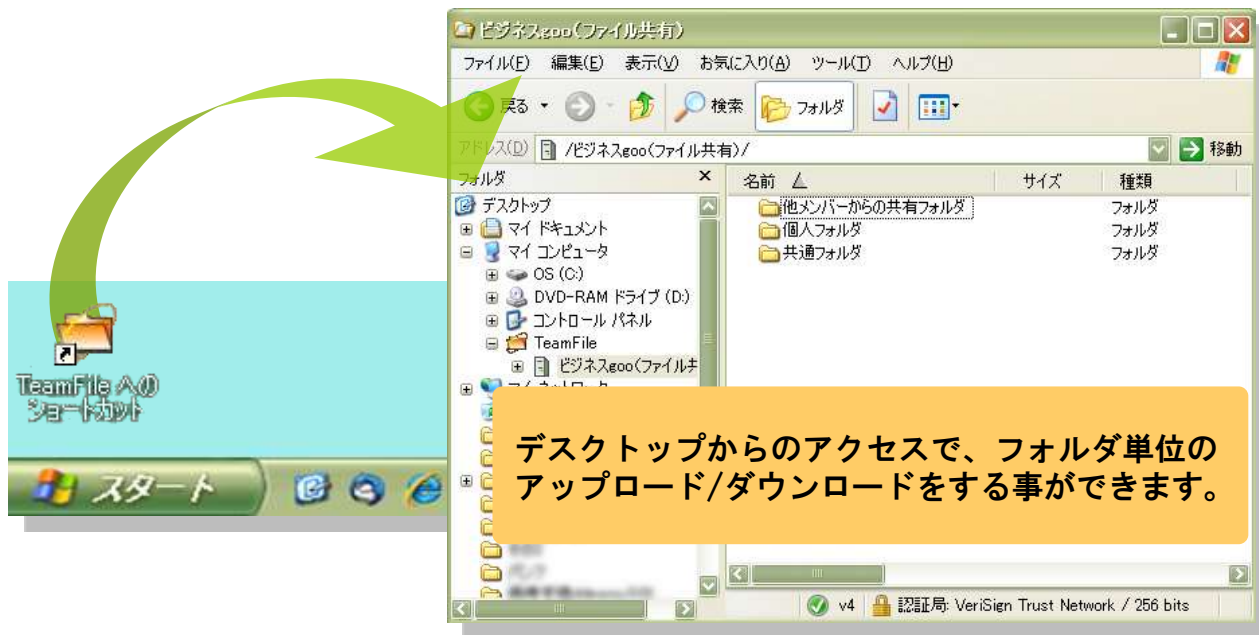 ビジネスgoo(ファイル共有)
ファイル(F) 編集(E) 表示(V) お気に入り(A) ツール(T) ヘルプ(H)
戻る 検索 フォルダ
アドレス(D) /ビジネスgoo(ファイル共有)/ 移動
フォルダ × 名前 サイズ 種類
デスクトップ
マイ ドキュメント
マイ コンピュータ
OS (C:)
DVD-RAM ドライブ (D:)
コントロール パネル
TeamFile
ビジネスgoo(ファイル共
他メンバーからの共有フォルダ フォルダ
個人フォルダ フォルダ
共通フォルダ フォルダ
TeamFile への
ショートカット
スタート
デスクトップからのアクセスで、フォルダ単位の
アップロード/ダウンロードをする事ができます。
v4 認証局: VeriSign Trust Network / 256 bits